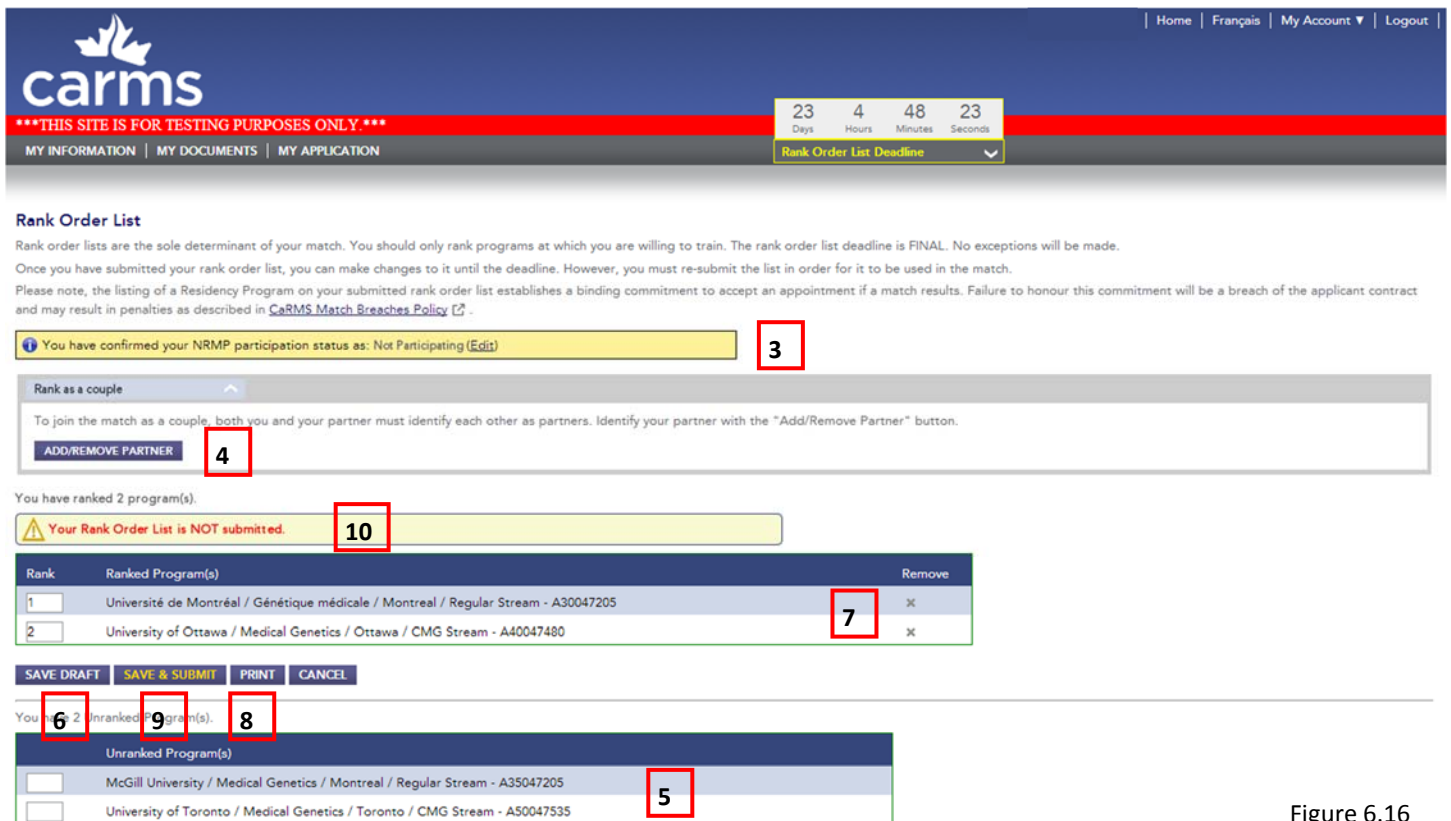 | Home | Français | My Account ▼ | Logout |
carms
***THIS SITE IS FOR TESTING PURPOSES ONLY.***
23 4 48 23
Days Hours Minutes Seconds
MY INFORMATION | MY DOCUMENTS | MY APPLICATION
Rank Order List Deadline
Rank Order List
Rank order lists are the sole determinant of your match. You should only rank programs at which you are willing to train. The rank order list deadline is FINAL. No exceptions will be made.
Once you have submitted your rank order list, you can make changes to it until the deadline. However, you must re-submit the list in order for it to be used in the match.
Please note, the listing of a Residency Program on your submitted rank order list establishes a binding commitment to accept an appointment if a match results. Failure to honour this commitment will be a breach of the applicant contract
and may result in penalties as described in CaRMS Match Breaches Policy .
You have confirmed your NRMP participation status as: Not Participating (Edit)
3
Rank as a couple
To join the match as a couple, both you and your partner must identify each other as partners. Identify your partner with the "Add/Remove Partner" button.
ADD/REMOVE PARTNER
4
You have ranked 2 program(s).
Your Rank Order List is NOT submitted.
10
Rank Ranked Program(s) Remove
1 Université de Montréal / Génétique médicale / Montreal / Regular Stream - A30047205
7
2 University of Ottawa / Medical Genetics / Ottawa / CMG Stream - A40047480
SAVE DRAFT SAVE & SUBMIT PRINT CANCEL
6 9 8
You have 2 Unranked Program(s).
Unranked Program(s)
McGill University / Medical Genetics / Montreal / Regular Stream - A35047205
5
University of Toronto / Medical Genetics / Toronto / CMG Stream - A50047535
Figure 6.16